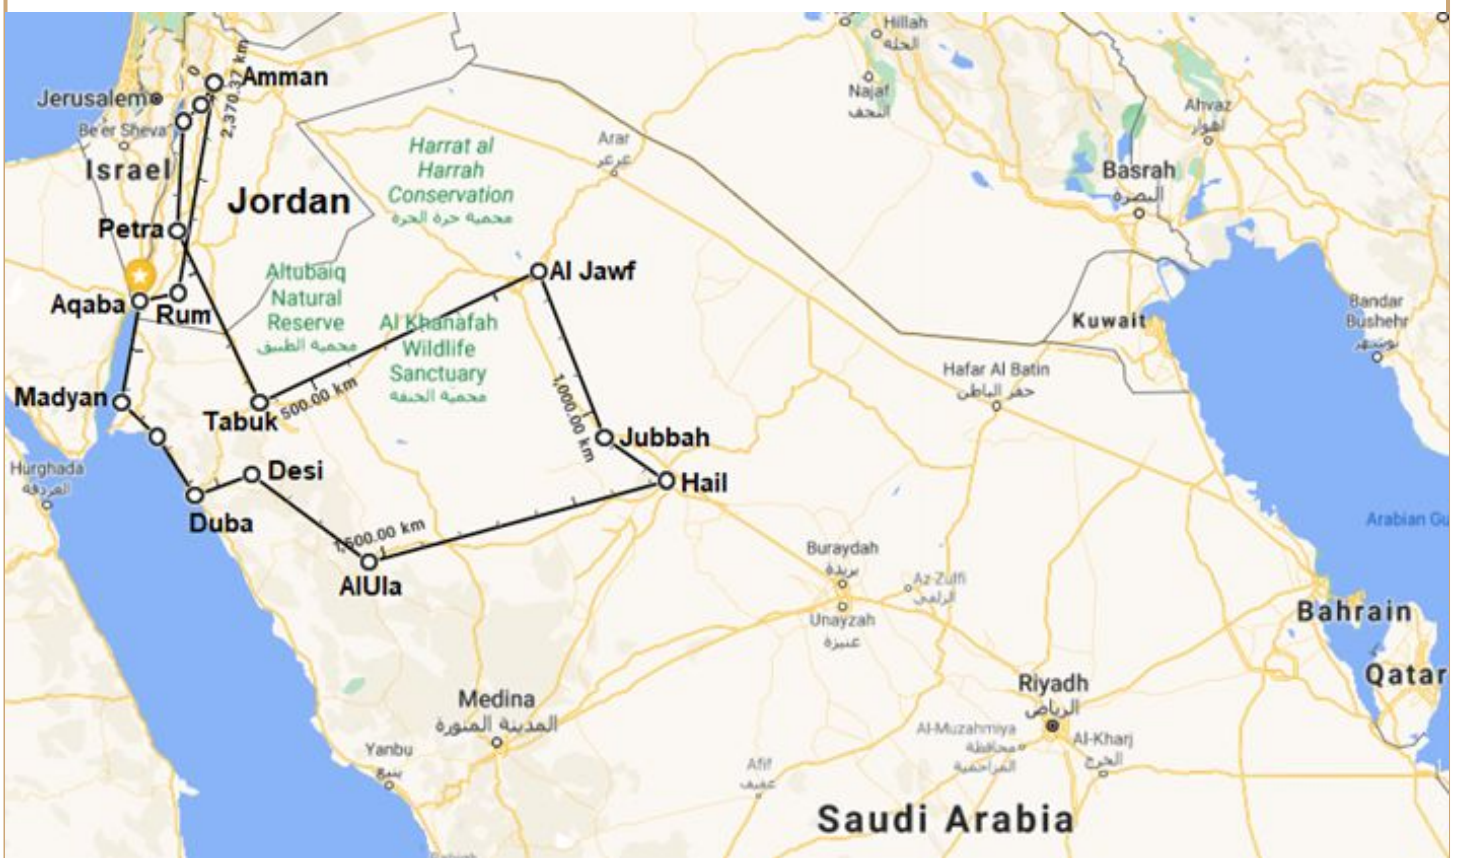 Hillah
الحلة
Najaf
النجف
Ahvaz
اهواز
0
2,370.37 km
Amman
Jerusalem
Be'er Sheva
Israel
Harrat al
Harrah
Conservation
محمية حرة الحرة
Arar
عرعر
Basrah
البصرة
Jordan
Petra
Al Jawf
Altubaiq
Natural
Reserve
محمية الطبيق
Aqaba
Rum
Al Khanafah
Wildlife
Sanctuary
محمية الخنفة
Kuwait
Bandar
Bushehr
بوشهر
Madyan
Tabuk
500.00 km
1,000.00 km
Hafar Al Batin
حفر الباطن
Jubbah
Hurghada
الغردقة
Desi
Hail
Duba
1,500.00 km
AlUla
Arabian Gu
Buraydah
بريدة
Az-Zulfi
الزلفي
Unayzah
عنيزة
Bahrain
Qatar
Medina
المدينة المنورة
Riyadh
الرياض
Al-Muzahmiya
محافظة
المزاحمية
Al-Kharj
الخرج
Yanbu
ينبع
Afif
عفيف
Saudi Arabia